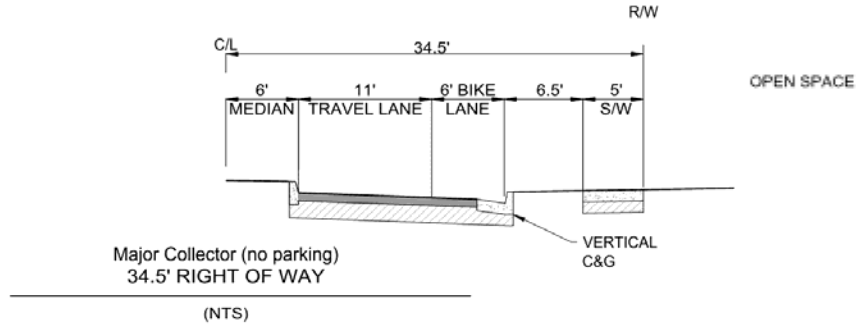 R/W
C/L
34.5'
OPEN SPACE
6' 11' 6' BIKE 6.5' 5'
MEDIAN TRAVEL LANE LANE S/W
VERTICAL
C&G
Major Collector (no parking)
34.5' RIGHT OF WAY
(NTS)